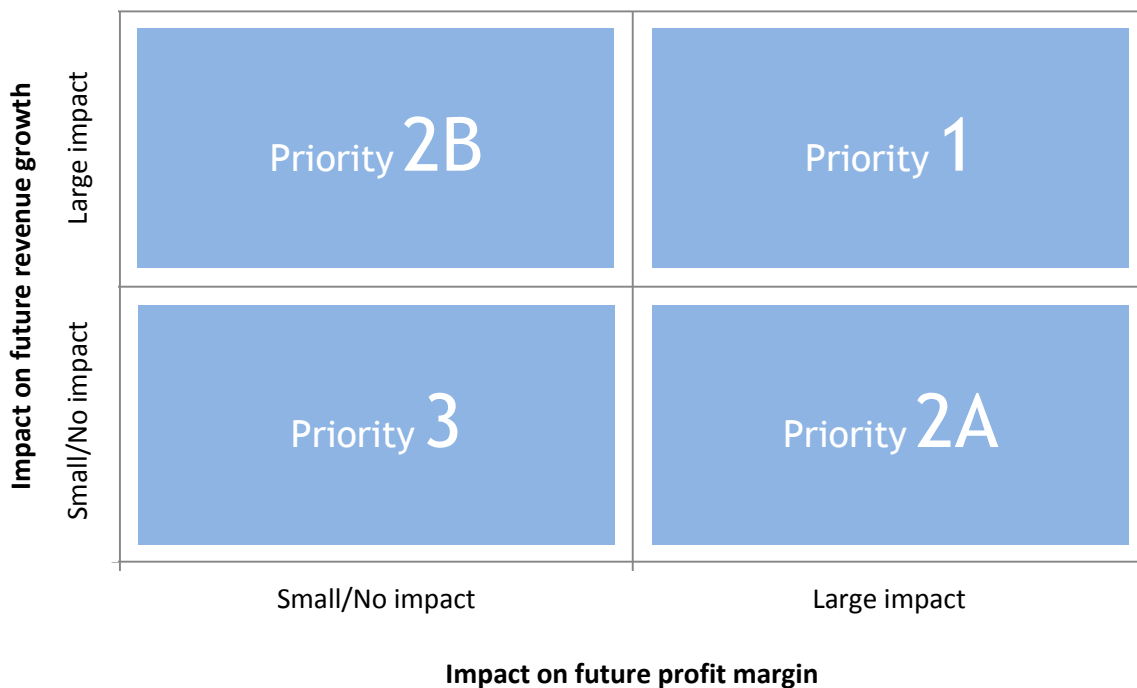 Impact on future revenue growth
Large impact
Small/No impact
Priority 2B
Priority 1
Priority 3
Priority 2A
Small/No impact
Large impact
Impact on future profit margin